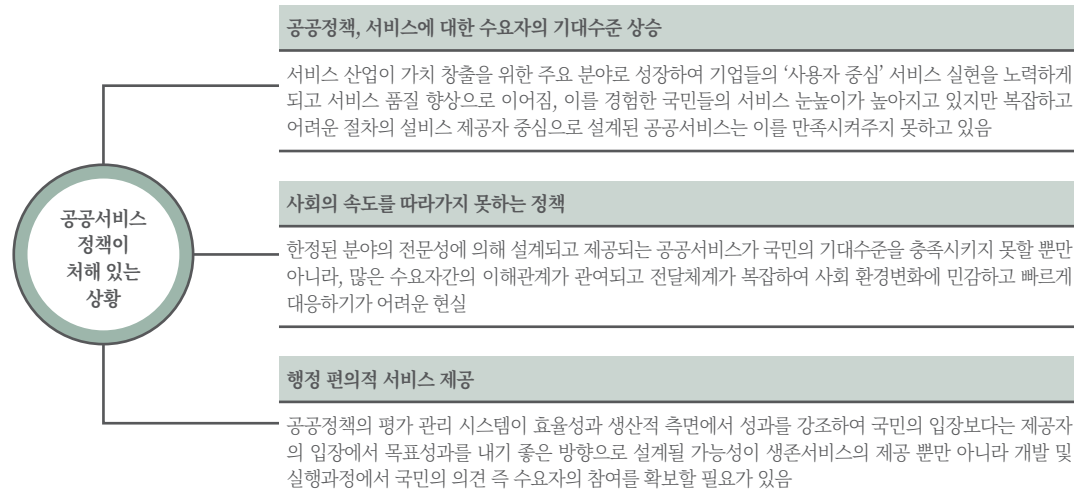 공공정책, 서비스에 대한 수요자의 기대수준 상승
서비스 산업이 가치 창출을 위한 주요 분야로 성장하여 기업들의 ‘사용자 중심’ 서비스 실현을 노력하게
되고 서비스 품질 향상으로 이어짐, 이를 경험한 국민들의 서비스 눈높이가 높아지고 있지만 복잡하고
어려운 절차의 설비스 제공자 중심으로 설계된 공공서비스는 이를 만족시켜주지 못하고 있음
공공서비스
정책이
처해 있는
상황
사회의 속도를 따라가지 못하는 정책
한정된 분야의 전문성에 의해 설계되고 제공되는 공공서비스가 국민의 기대수준을 충족시키지 못할 뿐만
아니라, 많은 수요자간의 이해관계가 관여되고 전달체계가 복잡하여 사회 환경변화에 민감하고 빠르게
대응하기가 어려운 현실
행정 편의적 서비스 제공
공공정책의 평가 관리 시스템이 효율성과 생산적 측면에서 성과를 강조하여 국민의 입장보다는 제공자
의 입장에서 목표성과를 내기 좋은 방향으로 설계될 가능성이 생존서비스의 제공 뿐만 아니라 개발 및
실행과정에서 국민의 의견 즉 수요자의 참여를 확보할 필요가 있음